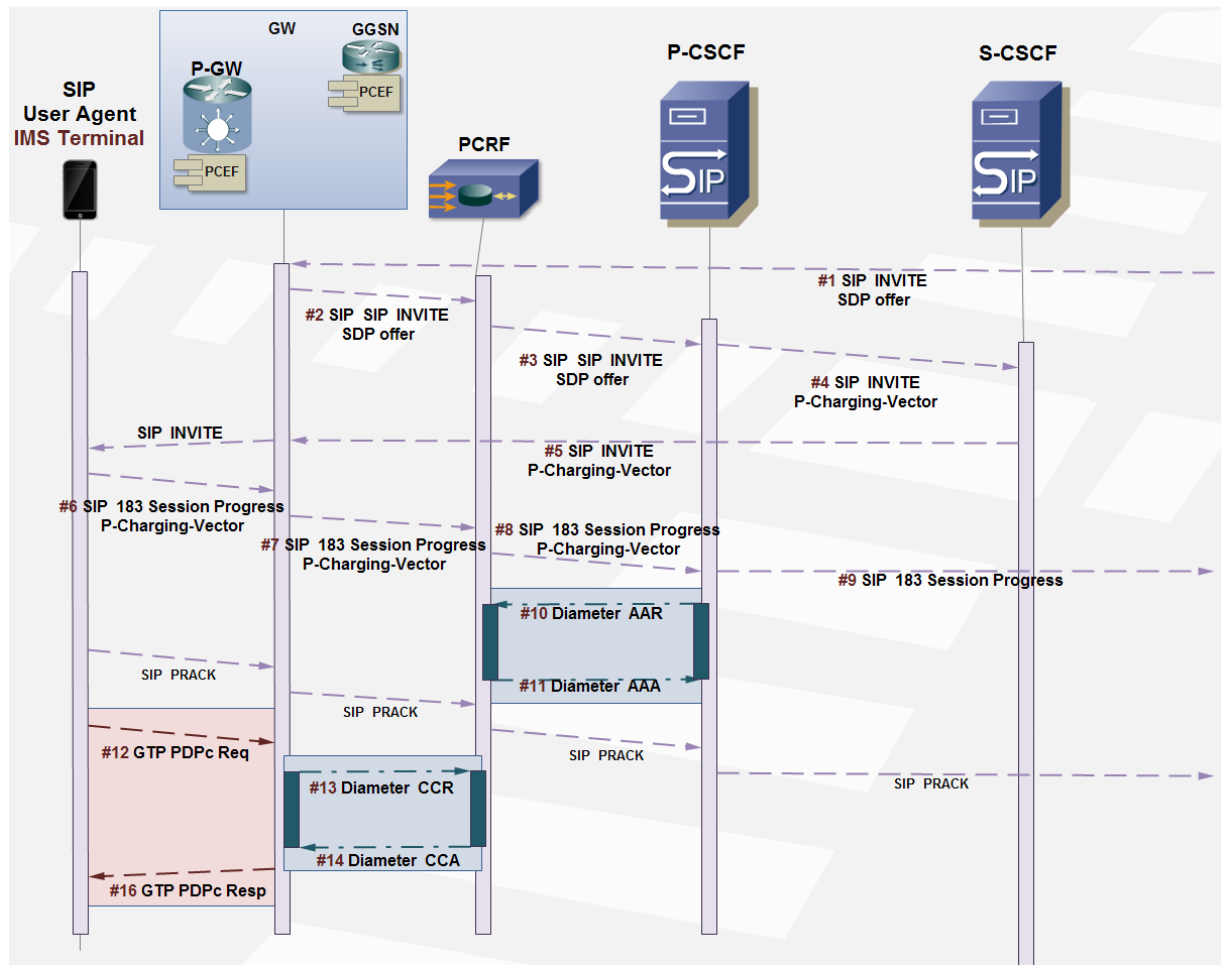 GW
GGSN
PCEF
P-GW
PCEF
SIP
User Agent
IMS Terminal
PCRF
P-CSCF
SIP
S-CSCF
SIP
#1 SIP INVITE
SDP offer
#2 SIP SIP INVITE
SDP offer
#3 SIP SIP INVITE
SDP offer
#4 SIP INVITE
P-Charging-Vector
SIP INVITE
#5 SIP INVITE
P-Charging-Vector
#6 SIP 183 Session Progress
P-Charging-Vector
#7 SIP 183 Session Progress
P-Charging-Vector
#8 SIP 183 Session Progress
P-Charging-Vector
#9 SIP 183 Session Progress
#10 Diameter AAR
#11 Diameter AAA
SIP PRACK
SIP PRACK
SIP PRACK
SIP PRACK
#12 GTP PDPc Req
#13 Diameter CCR
#14 Diameter CCA
#16 GTP PDPc Resp